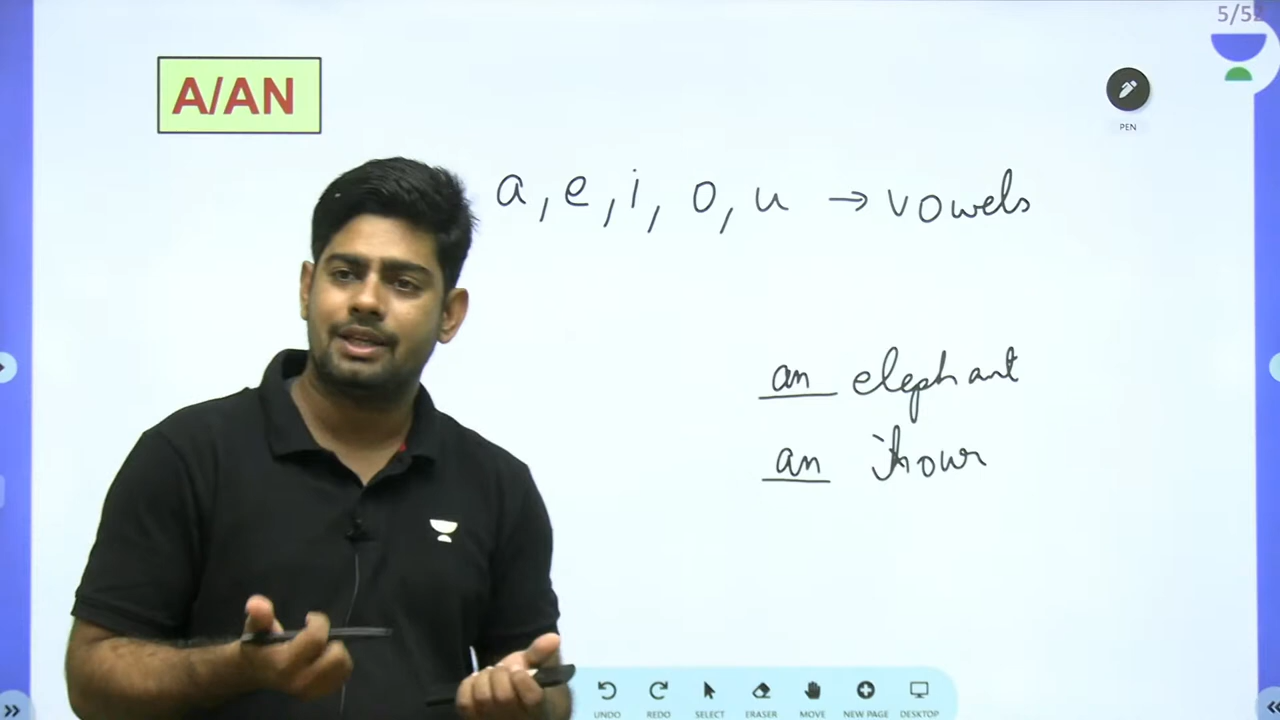 5/52
A/AN
PEN
a, e, i, o, u → vowels
an elephant
an hour
UNDO REDO SELECT ERASER MOVE NEW PAGE DESKTOP